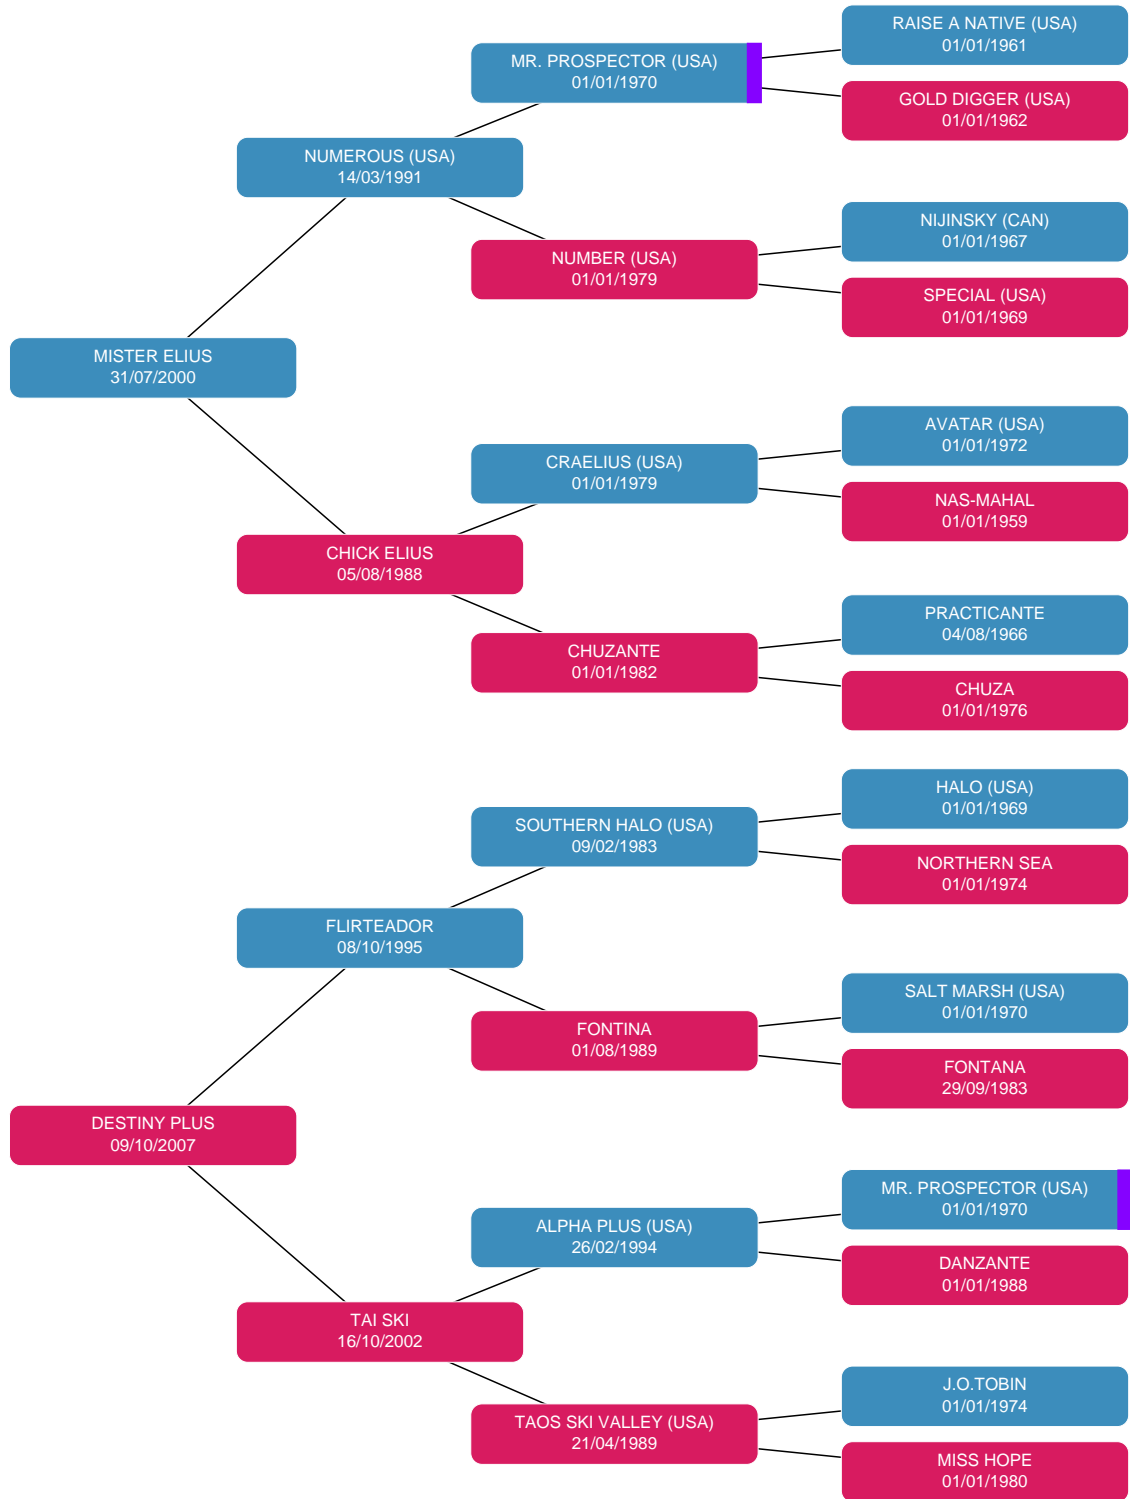 RAISE A NATIVE (USA)
01/01/1961
MR. PROSPECTOR (USA)
01/01/1970
GOLD DIGGER (USA)
01/01/1962
NUMEROUS (USA)
14/03/1991
NIJINSKY (CAN)
01/01/1967
NUMBER (USA)
01/01/1979
SPECIAL (USA)
01/01/1969
MISTER ELIUS
31/07/2000
AVATAR (USA)
01/01/1972
CRAELIUS (USA)
01/01/1979
NAS-MAHAL
01/01/1959
CHICK ELIUS
05/08/1988
PRACTICANTE
04/08/1966
CHUZANTE
01/01/1982
CHUZA
01/01/1976
HALO (USA)
01/01/1969
SOUTHERN HALO (USA)
09/02/1983
NORTHERN SEA
01/01/1974
FLIRTEADOR
08/10/1995
SALT MARSH (USA)
01/01/1970
FONTINA
01/08/1989
FONTANA
29/09/1983
DESTINY PLUS
09/10/2007
MR. PROSPECTOR (USA)
01/01/1970
ALPHA PLUS (USA)
26/02/1994
DANZANTE
01/01/1988
TAI SKI
16/10/2002
J.O.TOBIN
01/01/1974
TAOS SKI VALLEY (USA)
21/04/1989
MISS HOPE
01/01/1980